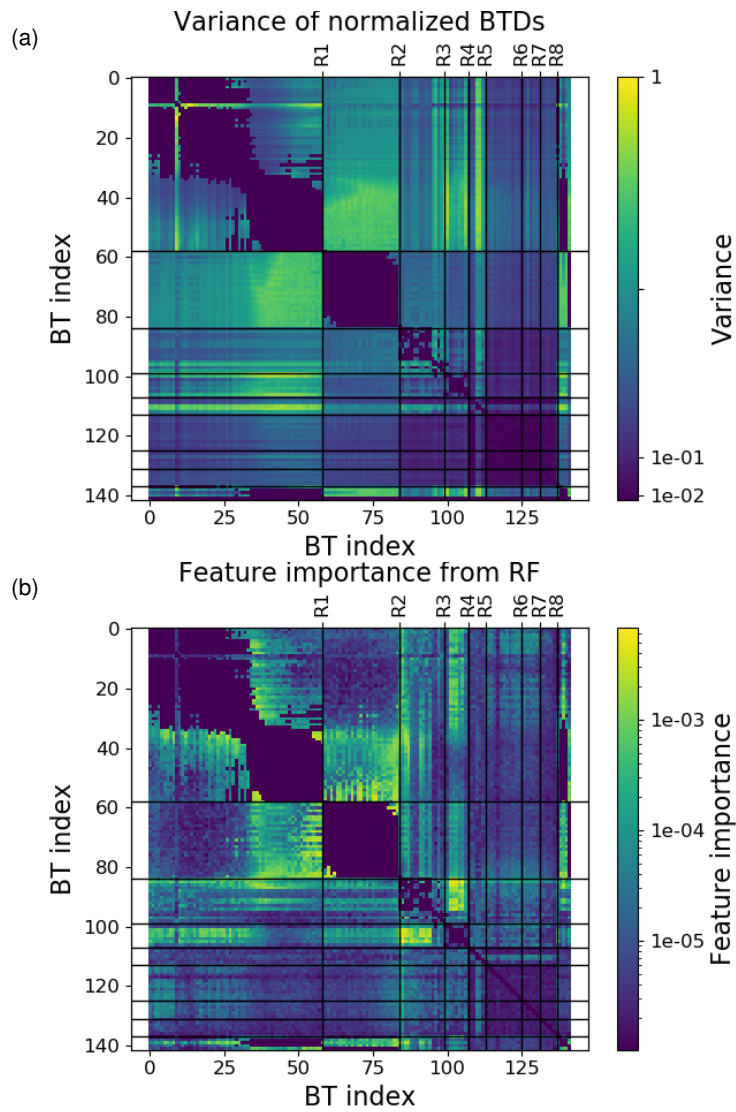 (a)
Variance of normalized BTDs
R1 R2 R3 R4 R5 R6 R7 R8
0
20
40
60
80
100
120
140
BT index
0 25 50 75 100 125
BT index
1
1e-01
1e-02
Variance
(b)
Feature importance from RF
R1 R2 R3 R4 R5 R6 R7 R8
0
20
40
60
80
100
120
140
BT index
0 25 50 75 100 125
BT index
1e-03
1e-04
1e-05
Feature importance